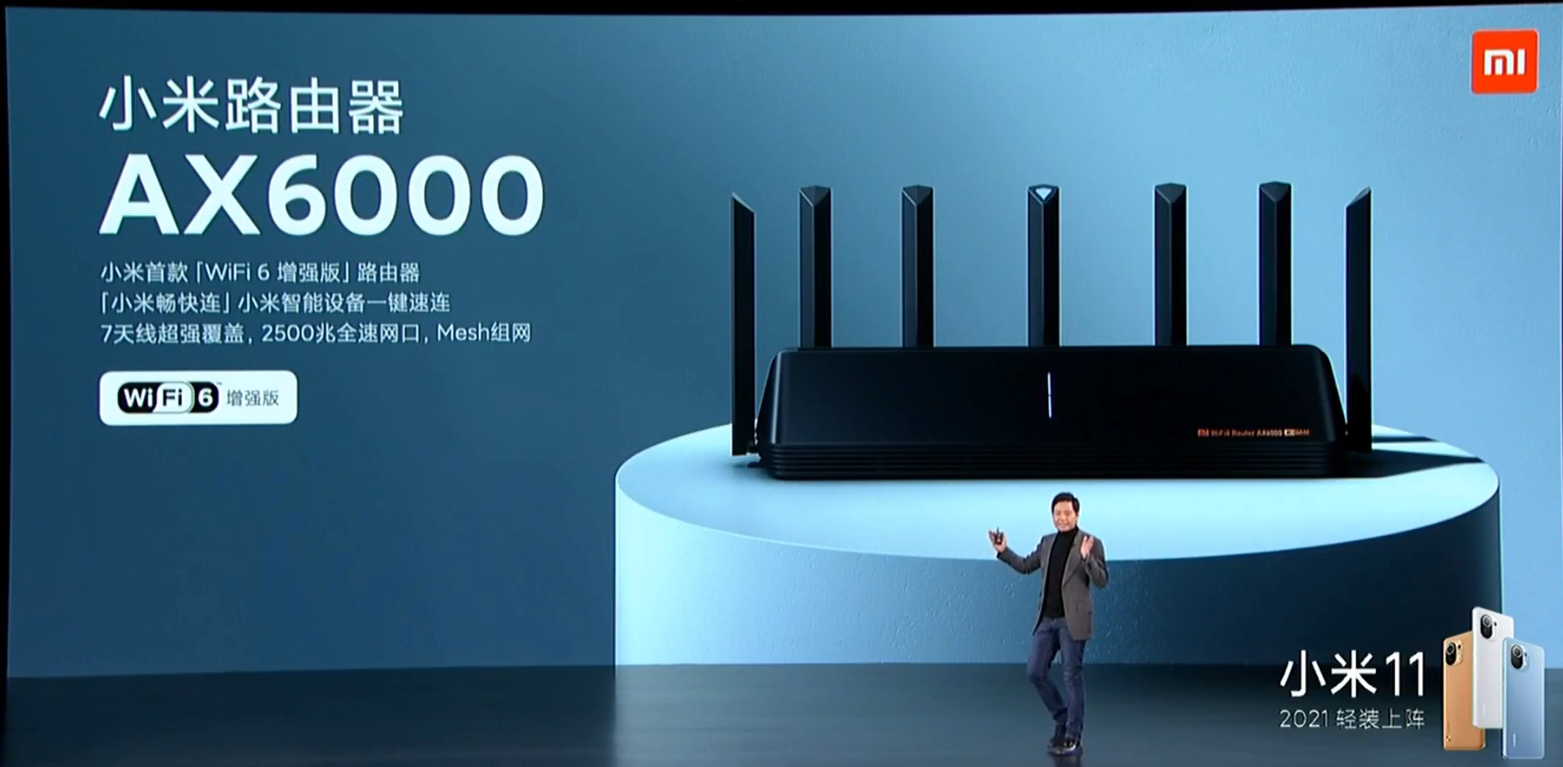 小米路由器
AX6000
小米首款「WiFi 6 增强版」路由器
「小米畅快连」小米智能设备一键速连
7天线超强覆盖，2500兆全速网口，Mesh组网
WiFi 6 增强版
mi
mi WiFi6 Router AX6000
小米11
2021 轻装上阵